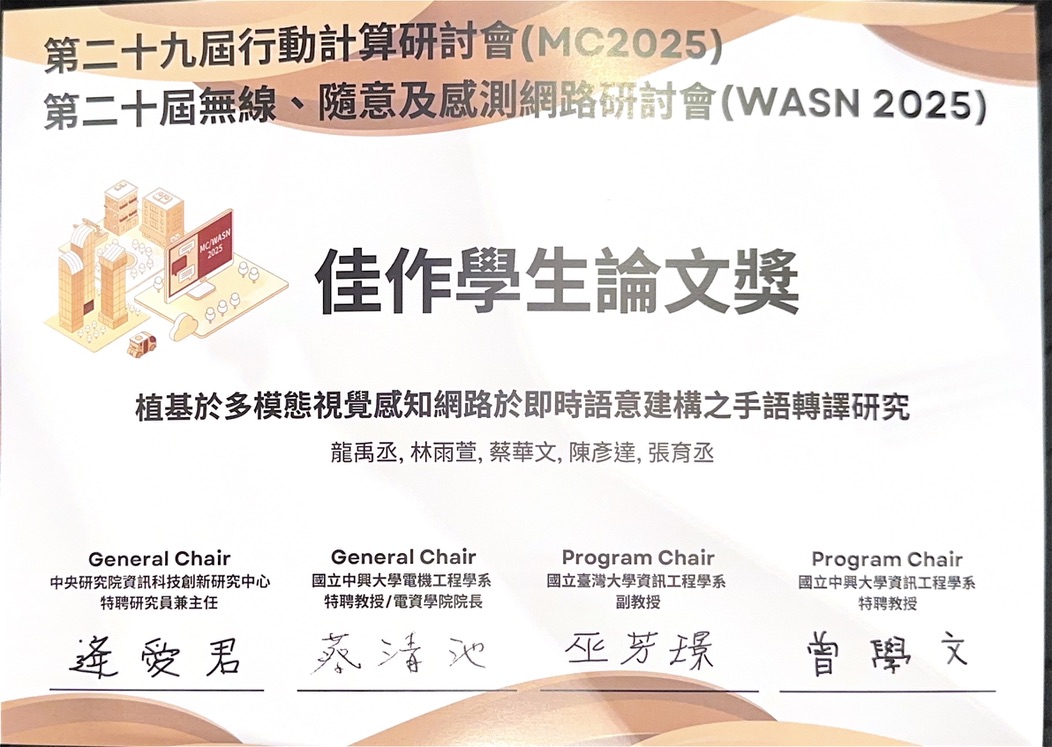 第二十九屆行動計算研討會(MC2025)
第二十屆無線、隨意及感測網路研討會(WASN 2025)
MC/WASN
2025
佳作學生論文獎
植基於多模態視覺感知網路於即時語意建構之手語轉譯研究
龍禹丞, 林雨萱, 蔡華文, 陳彥達, 張育丞
General Chair
中央研究院資訊科技創新研究中心
特聘研究員兼主任
逄愛君
General Chair
國立中興大學電機工程學系
特聘教授/電資學院院長
蔡清池
Program Chair
國立臺灣大學資訊工程學系
副教授
巫芳璟
Program Chair
國立中興大學資訊工程學系
特聘教授
曾學文